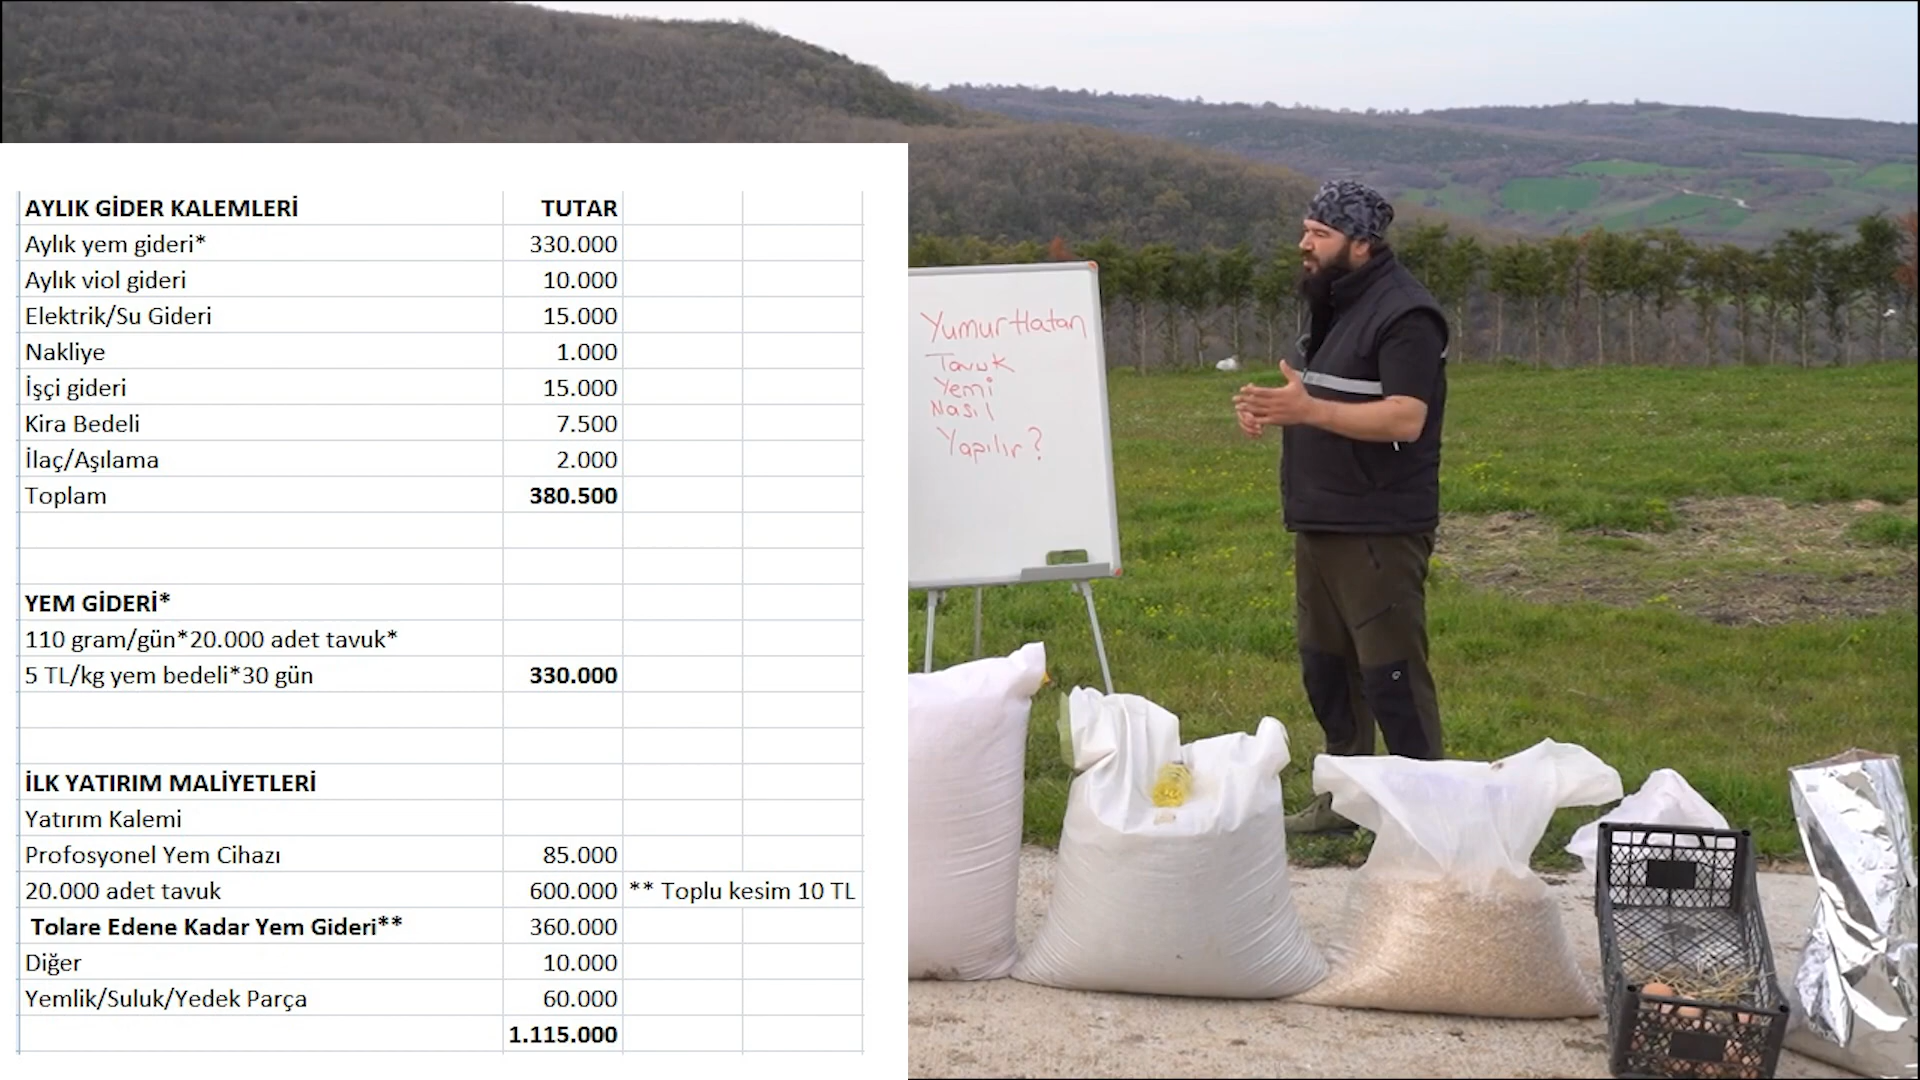 AYLIK GİDER KALEMLERİ TUTAR
Aylık yem gideri* 330.000
Aylık viol gideri 10.000
Elektrik/Su Gideri 15.000
Nakliye 1.000
İşçi gideri 15.000
Kira Bedeli 7.500
İlaç/Aşılama 2.000
Toplam 380.500
YEM GİDERİ*
110 gram/gün*20.000 adet tavuk*
5 TL/kg yem bedeli*30 gün 330.000
İLK YATIRIM MALİYETLERİ
Yatırım Kalemi
Profosyonel Yem Cihazı 85.000
20.000 adet tavuk 600.000 ** Toplu kesim 10 TL
Tolare Edene Kadar Yem Gideri** 360.000
Diğer 10.000
Yemlik/Suluk/Yedek Parça 60.000
1.115.000
Yumurtlatan
Tavuk
Yemi
Nasıl
Yapılır?